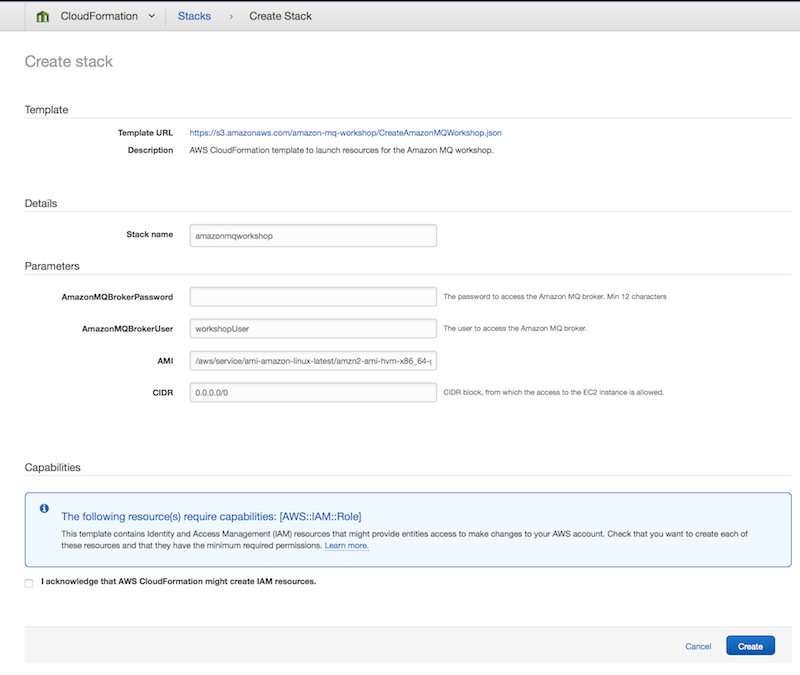 CloudFormation Stacks › Create Stack
Create stack
Template
Template URL https://s3.amazonaws.com/amazon-mq-workshop/CreateAmazonMQWorkshop.json
Description AWS CloudFormation template to launch resources for the Amazon MQ workshop.
Details
Stack name amazonmqworkshop
Parameters
AmazonMQBrokerPassword The password to access the Amazon MQ broker. Min 12 characters
AmazonMQBrokerUser workshopUser The user to access the Amazon MQ broker.
AMI /aws/service/ami-amazon-linux-latest/amzn2-ami-hvm-x86_64-g
CIDR 0.0.0.0/0 CIDR block, from which the access to the EC2 instance is allowed.
Capabilities
The following resource(s) require capabilities: [AWS::IAM::Role]
This template contains Identity and Access Management (IAM) resources that might provide entities access to make changes to your AWS account. Check that you want to create each of
these resources and that they have the minimum required permissions. Learn more.
I acknowledge that AWS CloudFormation might create IAM resources.
Cancel Create